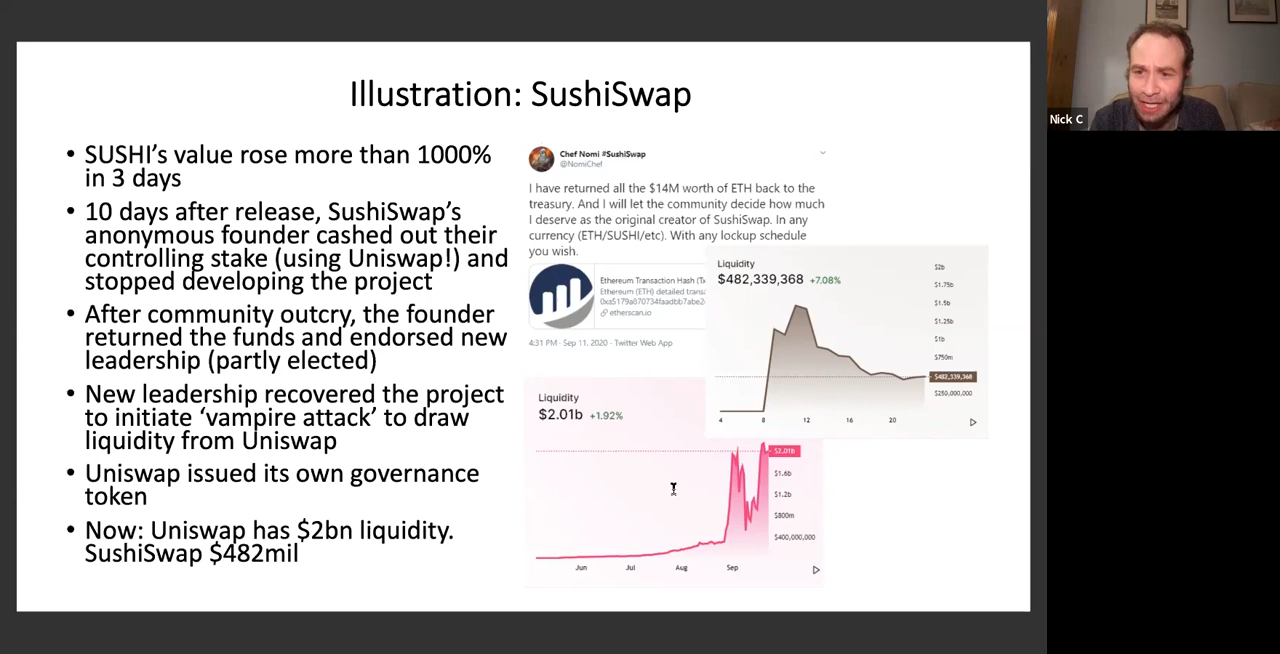 Illustration: SushiSwap
• SUSHI's value rose more than 1000%
in 3 days
• 10 days after release, SushiSwap's
anonymous founder cashed out their
controlling stake (using Uniswap!) and
stopped developing the project
• After community outcry, the founder
returned the funds and endorsed new
leadership (partly elected)
• New leadership recovered the project
to initiate 'vampire attack' to draw
liquidity from Uniswap
• Uniswap issued its own governance
token
• Now: Uniswap has $2bn liquidity.
SushiSwap $482mil
Chef Nomi #SushiSwap
@NomiChef
I have returned all the $14M worth of ETH back to the
treasury. And I will let the community decide how much
I deserve as the original creator of SushiSwap. In any
currency (ETH/SUSHI/etc). With any lockup schedule
you wish.
Ethereum Transaction Hash (Tx
Ethereum (ETH) detailed transa
etherscan.io
4:31 PM · Sep 11, 2020 · Twitter Web App
Liquidity
$482,339,368 +7.08%
$2b
$1.75b
$1.5b
$1.25b
$1b
$750m
$482,339,368
$250,000,000
4 8 12 16 20
Liquidity
$2.01b +1.92%
$2.01b
$1.6b
$1.2b
$800m
$400,000,000
Jun Jul Aug Sep
Nick C